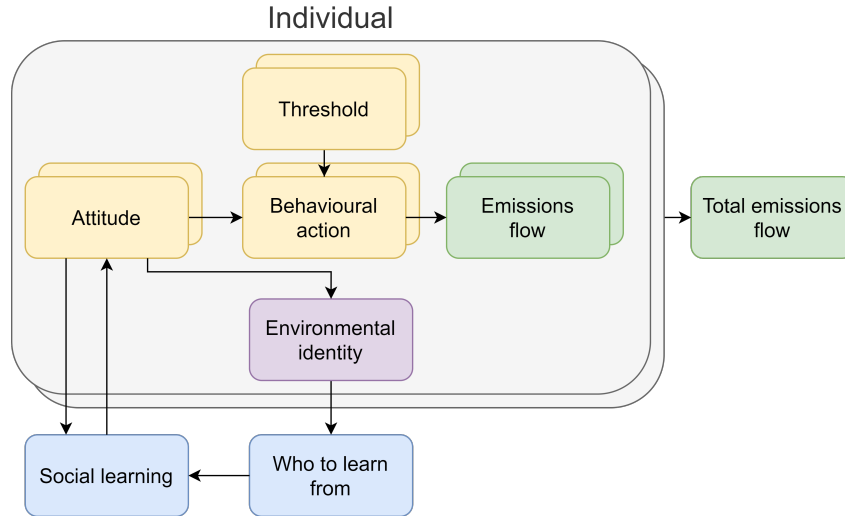 Individual
Threshold
Attitude
Behavioural
action
Emissions
flow
Total emissions
flow
Environmental
identity
Social learning
Who to learn
from